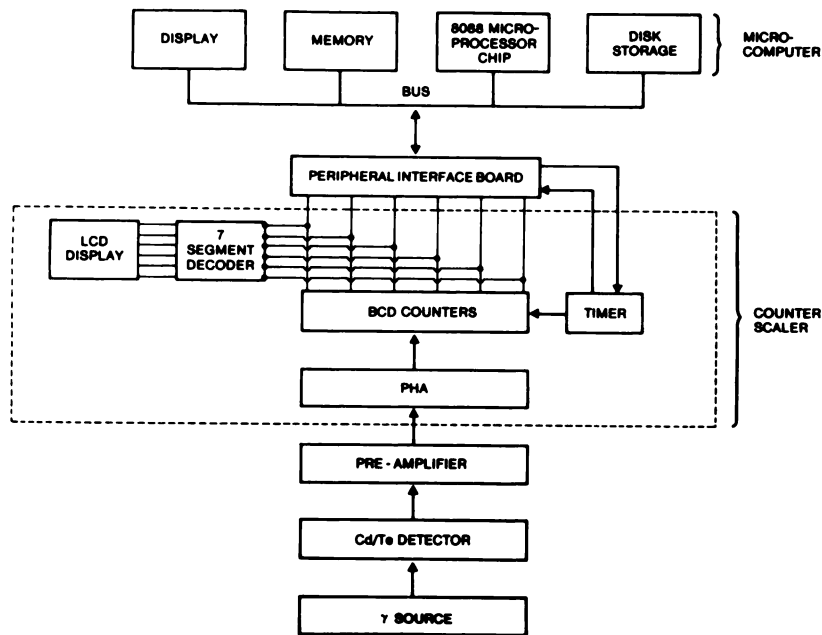 DISPLAY
MEMORY
8088 MICRO-
PROCESSOR
CHIP
DISK
STORAGE
MICRO-
COMPUTER
BUS
PERIPHERAL INTERFACE BOARD
LCD
DISPLAY
7
SEGMENT
DECODER
BCD COUNTERS
TIMER
COUNTER
SCALER
PHA
PRE - AMPLIFIER
Cd/Te DETECTOR
γ SOURCE